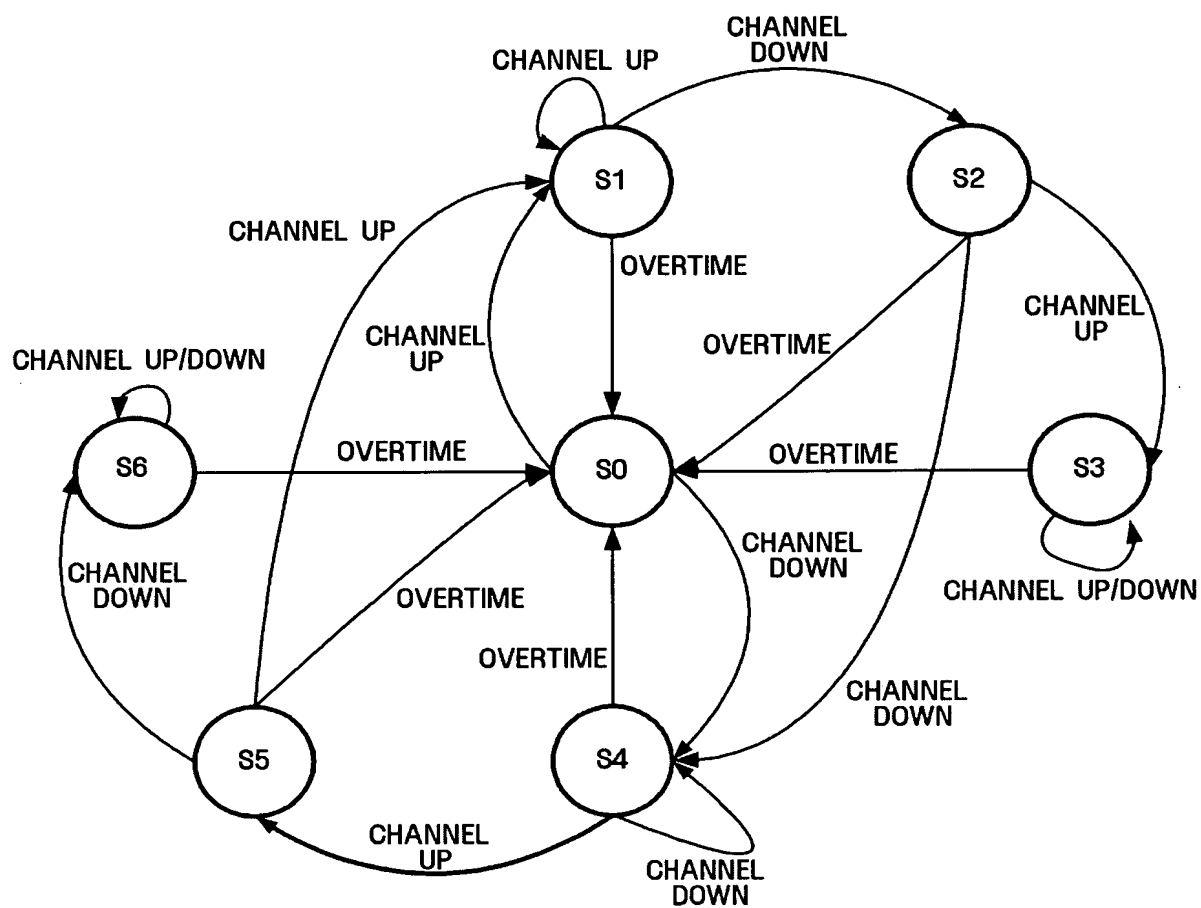 CHANNEL
DOWN
CHANNEL UP
S1
S2
CHANNEL UP
OVERTIME
CHANNEL
UP
CHANNEL
UP
OVERTIME
CHANNEL UP/DOWN
S6
OVERTIME
S0
OVERTIME
S3
CHANNEL
DOWN
CHANNEL
DOWN
OVERTIME
CHANNEL UP/DOWN
OVERTIME
CHANNEL
DOWN
S5
S4
CHANNEL
UP
CHANNEL
DOWN